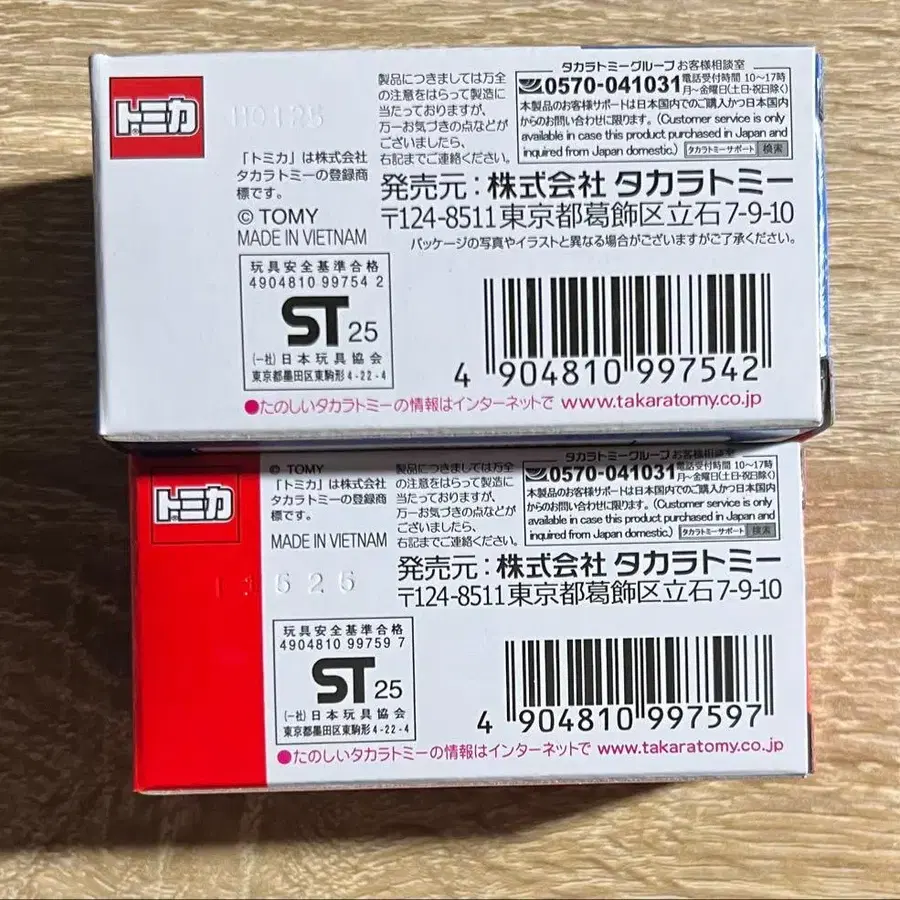 トミカ
HO125
「トミカ」は株式会社
タカラトミーの登録商
標です。
© TOMY
MADE IN VIETNAM
製品につきましては万全
の注意をはらって製造に
当たっておりますが、
万一お気づきの点などが
ございましたら、
右記までご連絡ください。
タカラトミーグループ お客様相談室
0570-041031 電話受付時間 10〜17時
月〜金曜日(土日・祝日除く)
本製品のお客様サポートは日本国内でのご購入かつ日本国
内からのお問い合わせに限ります。(Customer service is only
available in case this product purchased in Japan and
inquired from Japan domestic.) タカラトミーサポート 検索
発売元：株式会社 タカラトミー
〒124-8511東京都葛飾区立石7-9-10
パッケージの写真やイラストと異なる場合がございますがご了承ください。
玩具安全基準合格
4904810 99754 2
ST 25
(一社)日本玩具協会
東京都墨田区東駒形4-22-4
4 904810 997542
●たのしいタカラトミーの情報はインターネットで www.takaratomy.co.jp
トミカ
© TOMY
「トミカ」は株式会社
タカラトミーの登録商
標です。
MADE IN VIETNAM
製品につきましては万全
の注意をはらって製造に
当たっておりますが、
万一お気づきの点などが
ございましたら、
右記までご連絡ください。
タカラトミーグループ お客様相談室
0570-041031 電話受付時間 10〜17時
月〜金曜日(土日・祝日除く)
本製品のお客様サポートは日本国内でのご購入かつ日本国内
からのお問い合わせに限ります。(Customer service is only
available in case this product purchased in Japan and
inquired from Japan domestic.) タカラトミーサポート 検索
発売元：株式会社 タカラトミー
〒124-8511東京都葛飾区立石7-9-10
525
玩具安全基準合格
4904810 99759 7
ST 25
(一社)日本玩具協会
東京都墨田区東駒形4-22-4
4 904810 997597
●たのしいタカラトミーの情報はインターネットで www.takaratomy.co.jp